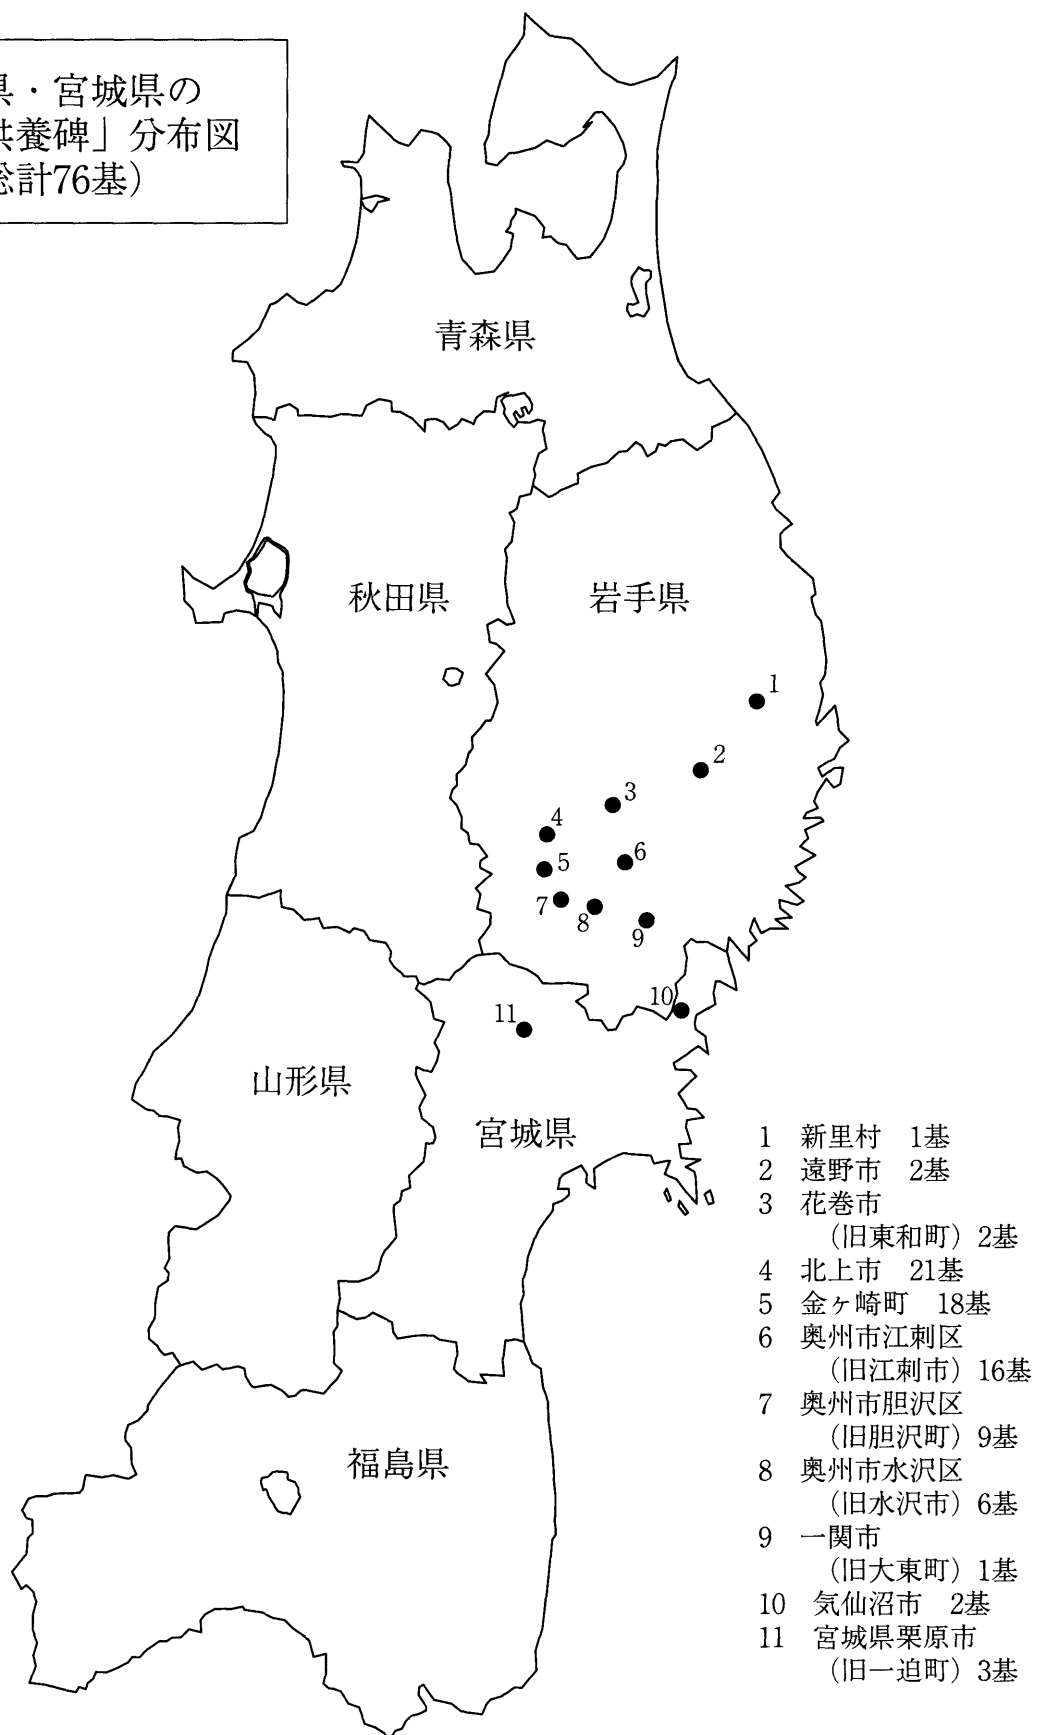 県・宮城県の
供養碑」分布図
総計76基）
青森県
秋田県
岩手県
1
2
3
4
5
6
7
8
9
10
11
山形県
宮城県
福島県
1　新里村　1基
2　遠野市　2基
3　花巻市
（旧東和町）2基
4　北上市　21基
5　金ヶ崎町　18基
6　奥州市江刺区
（旧江刺市）16基
7　奥州市胆沢区
（旧胆沢町）9基
8　奥州市水沢区
（旧水沢市）6基
9　一関市
（旧大東町）1基
10　気仙沼市　2基
11　宮城県栗原市
（旧一迫町）3基